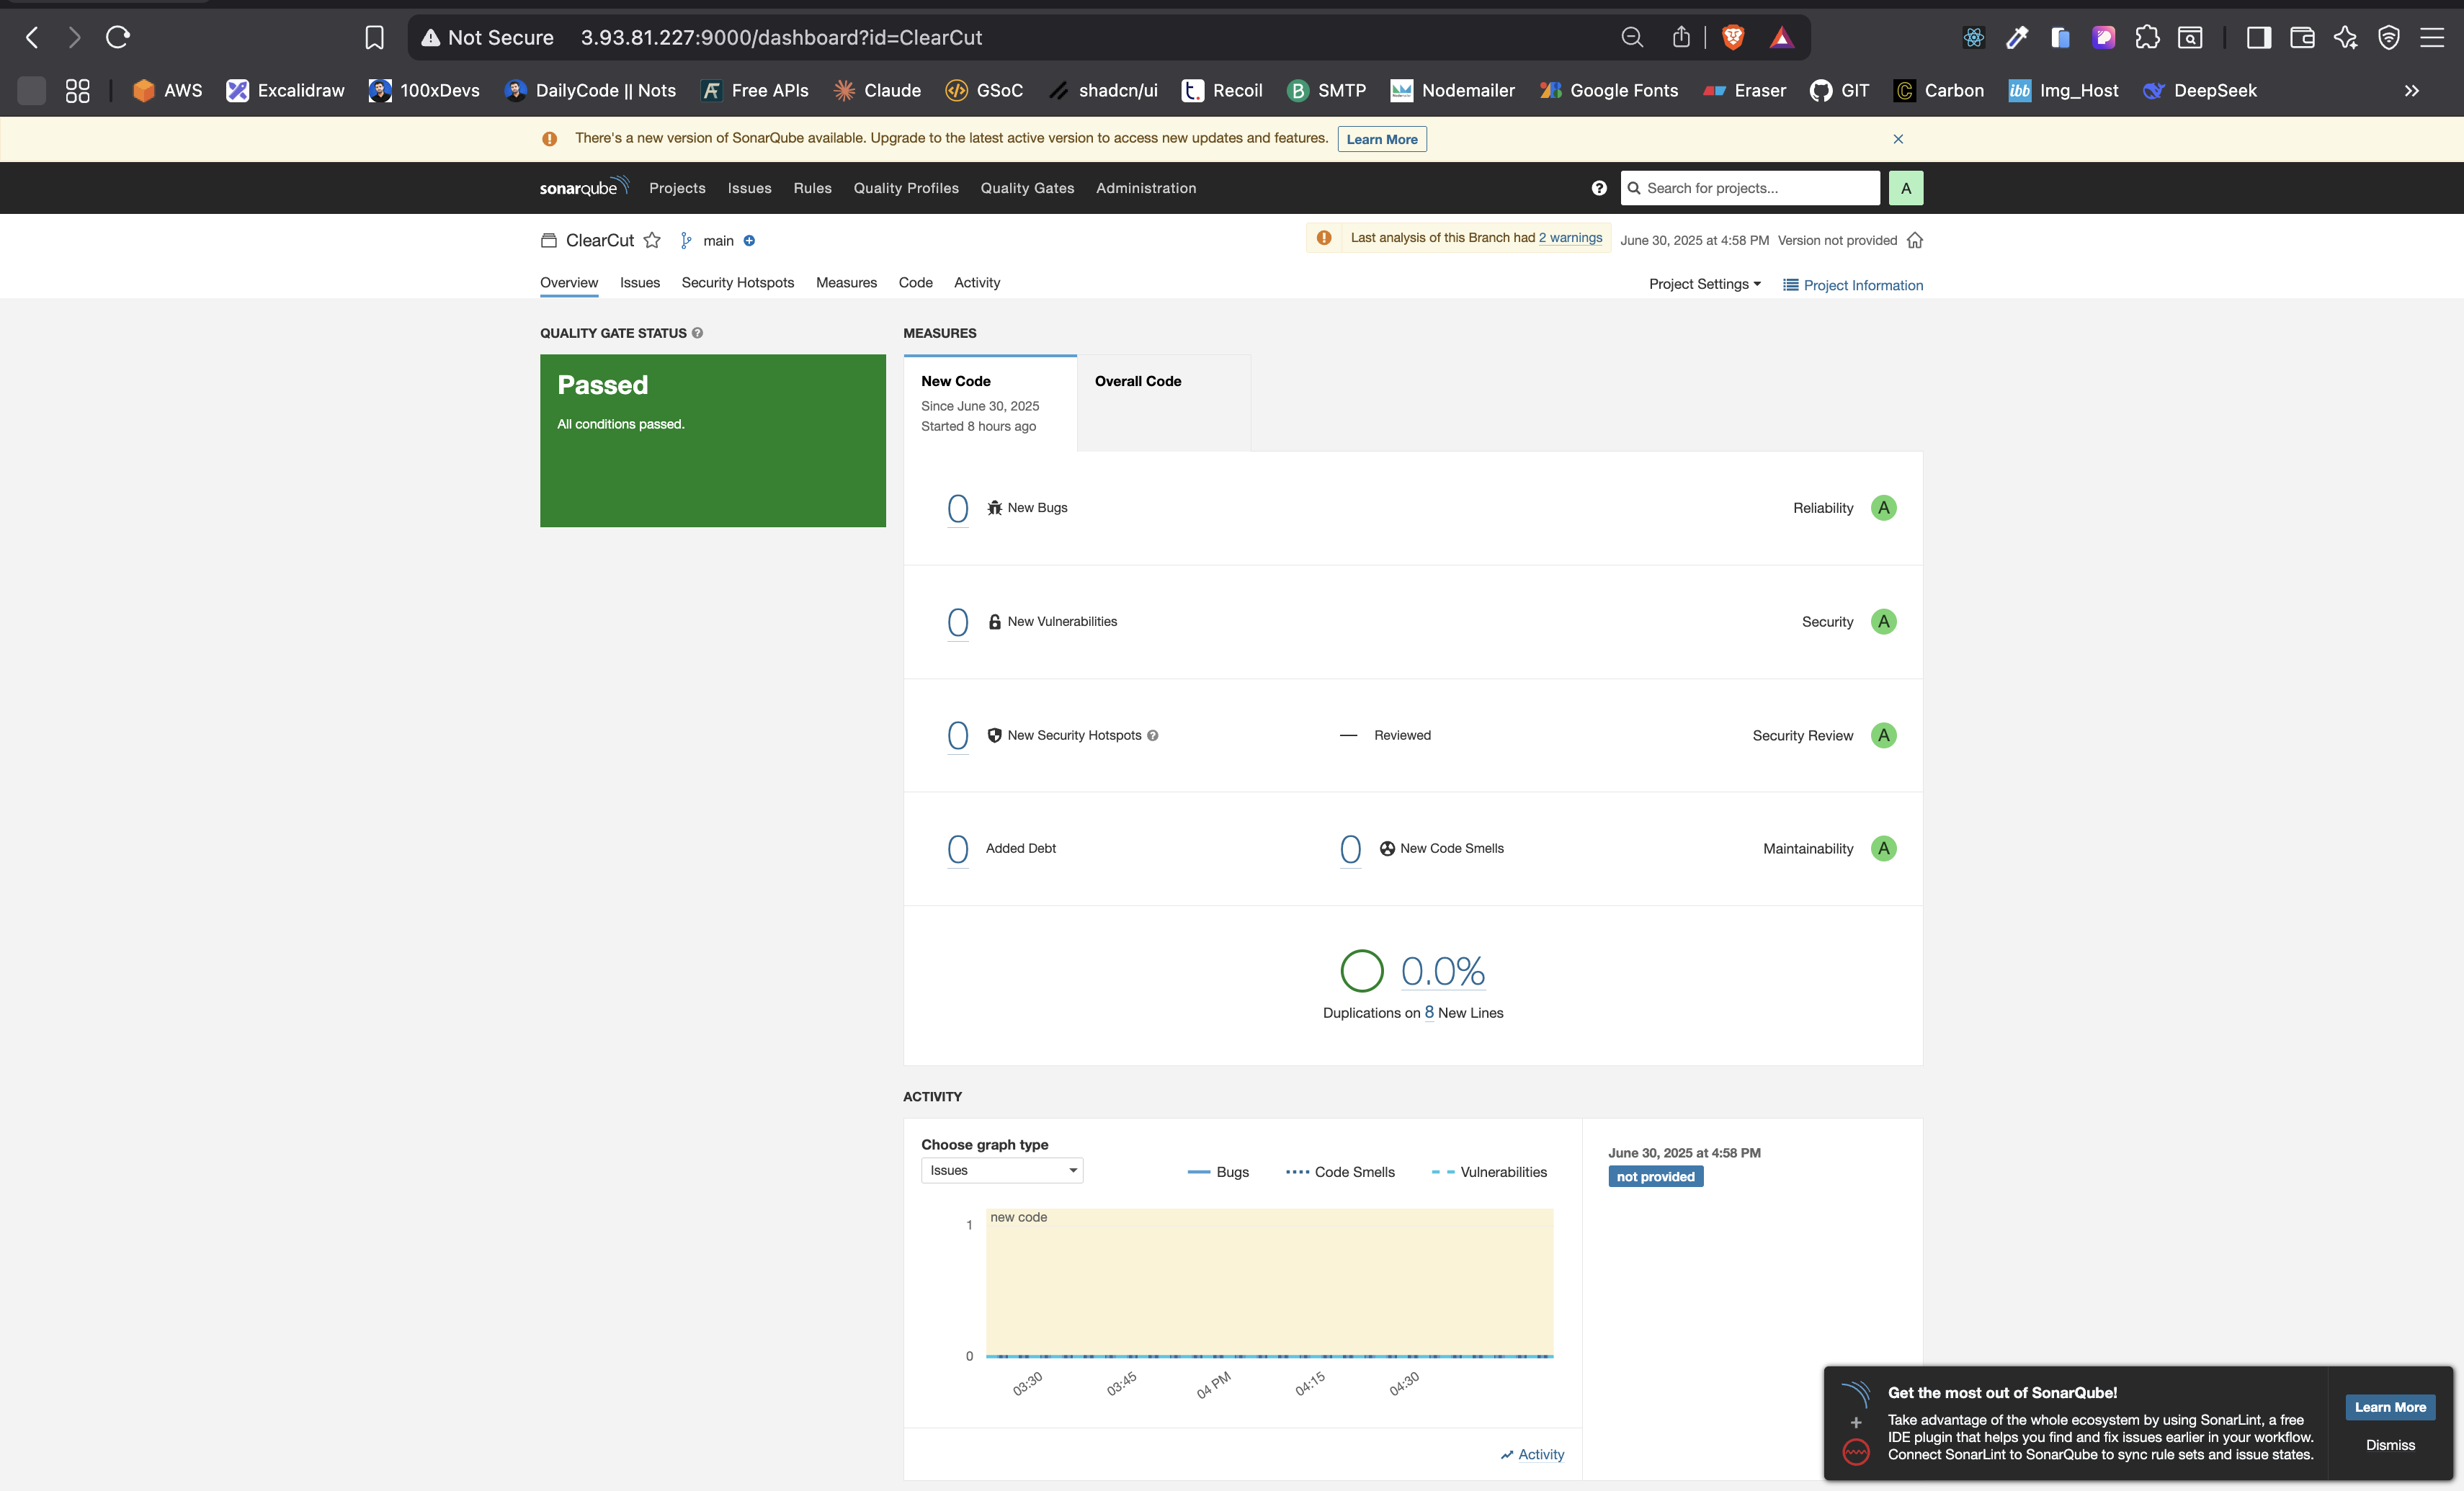 Not Secure 3.93.81.227:9000/dashboard?id=ClearCut
AWS Excalidraw 100xDevs DailyCode || Nots Free APIs Claude GSoC shadcn/ui Recoil SMTP Nodemailer Google Fonts Eraser GIT Carbon Img_Host DeepSeek
There's a new version of SonarQube available. Upgrade to the latest active version to access new updates and features. Learn More
sonarqube Projects Issues Rules Quality Profiles Quality Gates Administration Search for projects... A
ClearCut main Last analysis of this Branch had 2 warnings June 30, 2025 at 4:58 PM Version not provided
Overview Issues Security Hotspots Measures Code Activity Project Settings Project Information
QUALITY GATE STATUS
Passed
All conditions passed.
MEASURES
New Code
Since June 30, 2025
Started 8 hours ago
Overall Code
0 New Bugs Reliability A
0 New Vulnerabilities Security A
0 New Security Hotspots — Reviewed Security Review A
0 Added Debt 0 New Code Smells Maintainability A
0.0%
Duplications on 8 New Lines
ACTIVITY
Choose graph type
Issues
Bugs Code Smells Vulnerabilities
new code
1
0
03:30 03:45 04 PM 04:15 04:30
Activity
June 30, 2025 at 4:58 PM
not provided
Get the most out of SonarQube!
Take advantage of the whole ecosystem by using SonarLint, a free
IDE plugin that helps you find and fix issues earlier in your workflow.
Connect SonarLint to SonarQube to sync rule sets and issue states.
Learn More
Dismiss